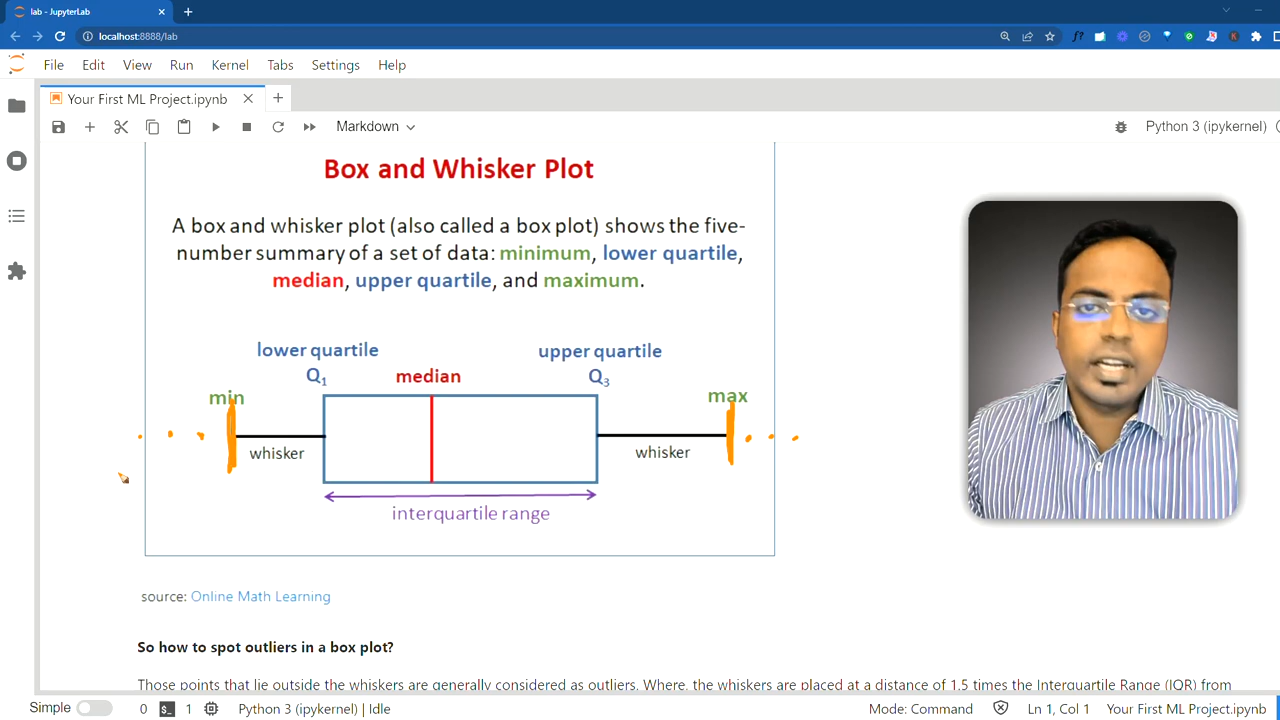 lab - JupyterLab
localhost:8888/lab
File Edit View Run Kernel Tabs Settings Help
Your First ML Project.ipynb
Markdown
Python 3 (ipykernel)
Box and Whisker Plot
A box and whisker plot (also called a box plot) shows the five-
number summary of a set of data: minimum, lower quartile,
median, upper quartile, and maximum.
lower quartile upper quartile
Q1 median Q3
min max
whisker whisker
interquartile range
source: Online Math Learning
So how to spot outliers in a box plot?
Those points that lie outside the whiskers are generally considered as outliers. Where, the whiskers are placed at a distance of 1.5 times the Interquartile Range (IQR) from
Simple 0 1 Python 3 (ipykernel) | Idle Mode: Command Ln 1, Col 1 Your First ML Project.ipynb